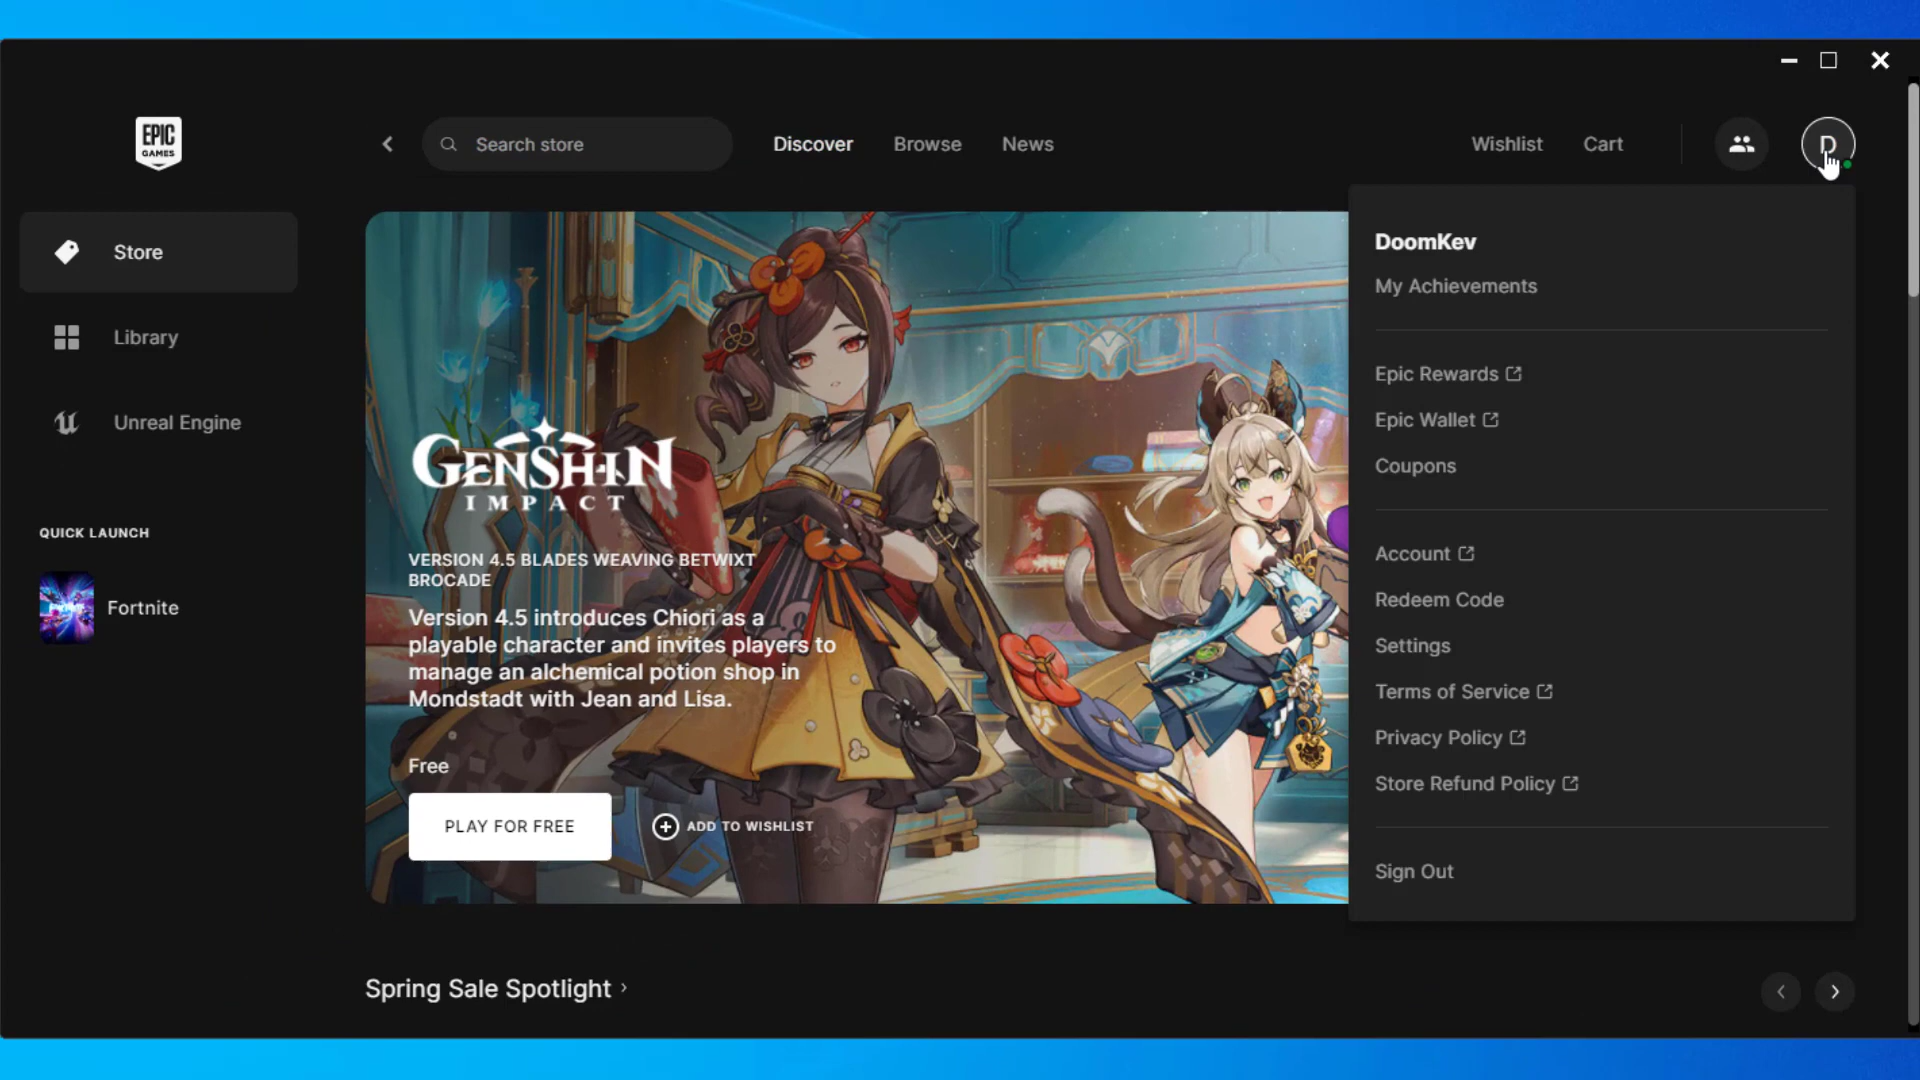 EPIC
GAMES
Search store
Discover
Browse
News
Wishlist
Cart
D
Store
Library
Unreal Engine
QUICK LAUNCH
Fortnite
GENSHIN
IMPACT
VERSION 4.5 BLADES WEAVING BETWIXT
BROCADE
Version 4.5 introduces Chiori as a
playable character and invites players to
manage an alchemical potion shop in
Mondstadt with Jean and Lisa.
Free
PLAY FOR FREE
ADD TO WISHLIST
DoomKev
My Achievements
Epic Rewards
Epic Wallet
Coupons
Account
Redeem Code
Settings
Terms of Service
Privacy Policy
Store Refund Policy
Sign Out
Spring Sale Spotlight